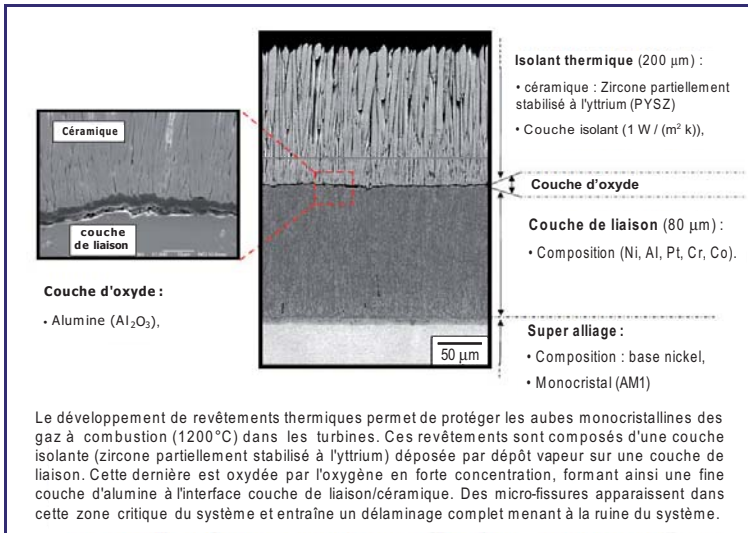 Isolant thermique (200 µm) :
• céramique : Zircone partiellement
stabilisé à l'yttrium (PYSZ)
• Couche isolant (1 W / (m² k)),
Céramique
couche
de liaison
Couche d'oxyde
Couche de liaison (80 µm) :
• Composition (Ni, Al, Pt, Cr, Co).
Couche d'oxyde :
• Alumine (Al₂O₃),
Super alliage :
• Composition : base nickel,
• Monocristal (AM1)
50 µm
Le développement de revêtements thermiques permet de protéger les aubes monocristallines des
gaz à combustion (1200°C) dans les turbines. Ces revêtements sont composés d'une couche
isolante (zircone partiellement stabilisé à l'yttrium) déposée par dépôt vapeur sur une couche de
liaison. Cette dernière est oxydée par l'oxygène en forte concentration, formant ainsi une fine
couche d'alumine à l'interface couche de liaison/céramique. Des micro-fissures apparaissent dans
cette zone critique du système et entraîne un délaminage complet menant à la ruine du système.